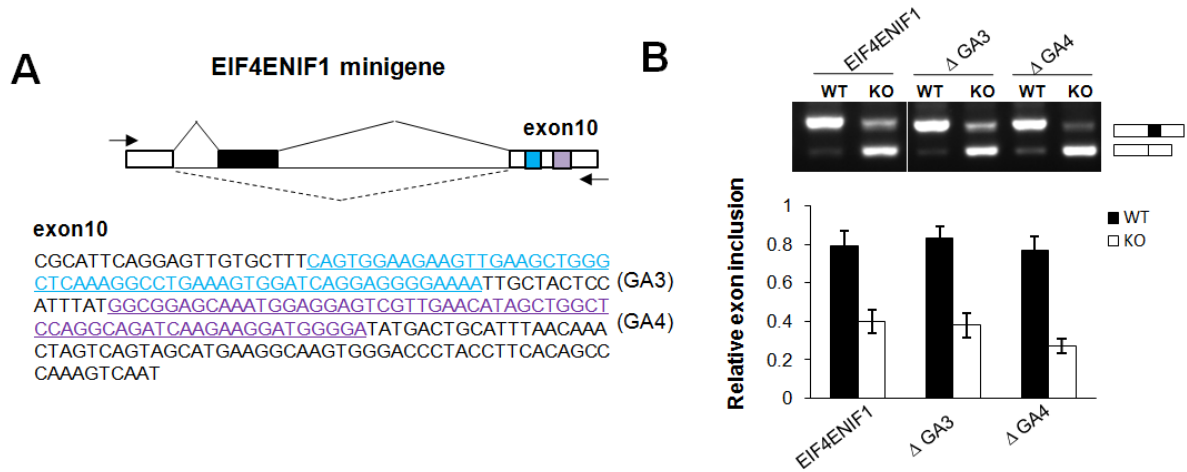 A
EIF4ENIF1 minigene
exon10
exon10
CGCATTCAGGAGTTGTGCTTTCAGTGGAAGAAGTTGAAGCTGGG
CTCAAAGGCCTGAAAGTGGATCAGGAGGGGAAAATTGCTACTCC (GA3)
ATTTATGGCGGAGCAAATGGAGGAGTCGTTGAACATAGCTGGCT
CCAGGCAGATCAAGAAGGATGGGGATATGACTGCATTTAACAAA (GA4)
CTAGTCAGTAGCATGAAGGCAAGTGGGACCCTACCTTCACAGCC
CAAAGTCAAT
B
EIF4ENIF1 Δ GA3 Δ GA4
WT KO WT KO WT KO
Relative exon inclusion
1
0.8
0.6
0.4
0.2
0
WT
KO
EIF4ENIF1 Δ GA3 Δ GA4